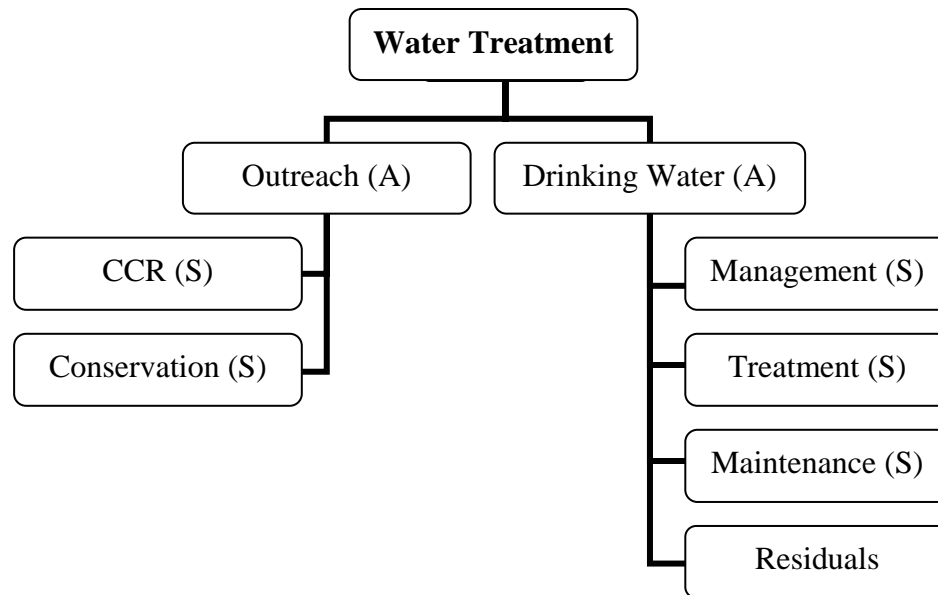 Water Treatment
Outreach (A)
Drinking Water (A)
CCR (S)
Conservation (S)
Management (S)
Treatment (S)
Maintenance (S)
Residuals